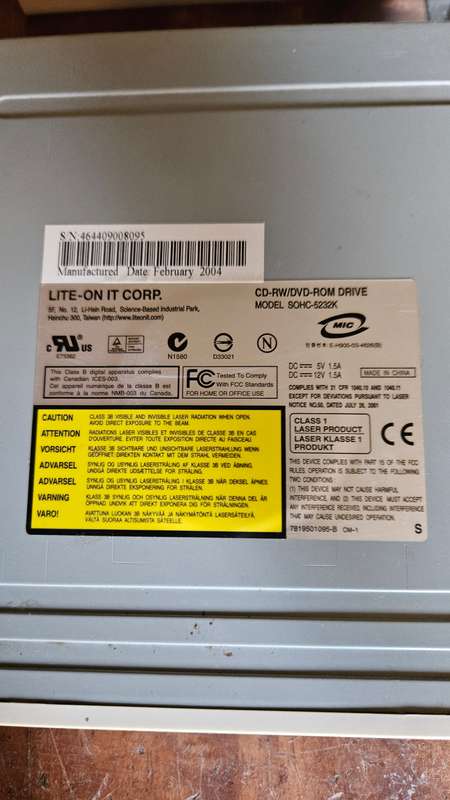 S/N:464409008095
Manufactured Date: February 2004
LITE-ON IT CORP.
5F, No. 12, Li-Hsin Road, Science-Based Industrial Park,
Hsinchu 300, Taiwan (http://www.liteonit.com)
CD-RW/DVD-ROM DRIVE
MODEL SOHC-5232K
c UR US
E75362
N1580
D33021
N
MIC
E-H905-03-4626(B)
DC 5V 1.5A
DC 12V 1.5A
MADE IN CHINA
This Class B digital apparatus complies
with Canadian ICES-003.
Cet appareil numérique de la classe B est
conforme à la norme NMB-003 du Canada.
FC Tested To Comply
With FCC Standards
FOR HOME OR OFFICE USE
COMPLIES WITH 21 CFR 1040.10 AND 1040.11
EXCEPT FOR DEVIATIONS PURSUANT TO LASER
NOTICE NO.50, DATED JULY 26, 2001
CLASS 1
LASER PRODUCT
LASER KLASSE 1
PRODUKT
CE
THIS DEVICE COMPLIES WITH PART 15 OF THE FCC
RULES OPERATION IS SUBJECT TO THE FOLLOWING
TWO CONDITIONS :
(1) THIS DEVICE MAY NOT CAUSE HARMFUL
INTERFERENCE, AND (2) THIS DEVICE MUST ACCEPT
ANY INTERFERENCE RECEIVED, INCLUDING INTERFERENCE
THAT MAY CAUSE UNDESIRED OPERATION.
7819501095-B CM-1 S
CAUTION CLASS 3B VISIBLE AND INVISIBLE LASER RADIATION WHEN OPEN.
AVOID DIRECT EXPOSURE TO THE BEAM.
ATTENTION RADIATIONS LASER VISIBLES ET INVISIBLES DE CLASSE 3B EN CAS
D'OUVERTURE. EVITER TOUTE EXPOSITION DIRECTE AU FAISCEAU
VORSICHT KLASSE 3B SICHTBARE UND UNSICHTBARE LASERSTRAHLUNG WENN
GEÖFFNET.DIREKTEN KONTAKT MIT DEM STRAHL VERMEIDEN.
ADVARSEL SYNLIG OG USYNLIG LASERSTRÅLING AF KLASSE 3B VED ÅBNING.
UNDGÅ DIREKTE UDSÆTTELSE FOR STRÅLING.
ADVARSEL SYNLIG OG USYNLIG LASERSTRÅLING I KLASSE 3B NÅR DEKSEL ÅPNES
UNNGÅ DIREKTE EKSPONERING FOR STRÅLEN.
VARNING KLASS 3B SYNLIG OCH OSYNLIG LASERSTRÅLNING NÄR DENNA DEL ÄR
ÖPPNAD UNDVIK ATT DIREKT EXPONERA DIG FÖR STRÅLNINGEN.
VARO! AVATTUNA LUOKAN 3B NÄKYVÄÄ JA NÄKYMÄTÖNTÄ LASERSÄTEILYÄ,
VÄLTÄ SUORAA ALTISUMISTA SÄTEELLE.